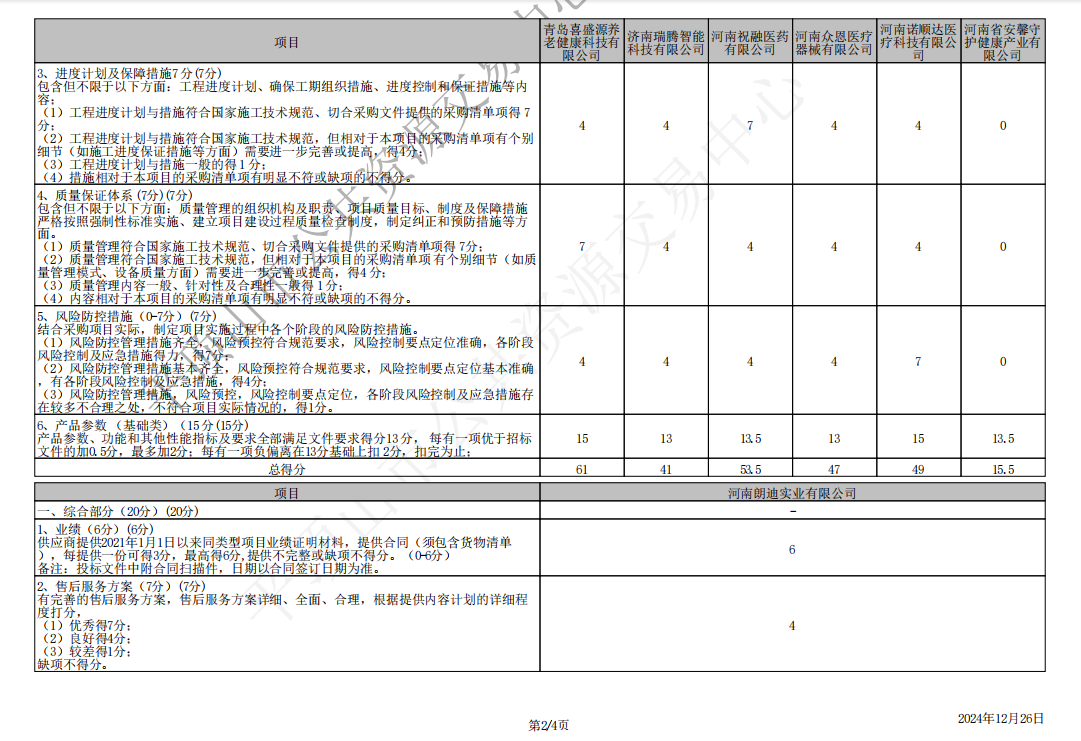 项目
青岛喜盛源养老健康科技有限公司
济南瑞腾智能科技有限公司
河南祝融医药有限公司
河南众恩医疗器械有限公司
河南诺顺达医疗科技有限公司
河南省安馨守护健康产业有限公司
3、进度计划及保障措施7分(7分)
包含但不限于以下方面：工程进度计划、确保工期组织措施、进度控制和保证措施等内
容;
（1）工程进度计划与措施符合国家施工技术规范、切合采购文件提供的采购清单项得 7
分;
（2）工程进度计划与措施符合国家施工技术规范，但相对于本项目的采购清单项有个别
细节（如施工进度保证措施等方面）需要进一步完善或提高，得4分;
（3）工程进度计划与措施一般的得 1 分;
（4）措施相对于本项目的采购清单项有明显不符或缺项的不得分。
4 4 7 4 4 0
4、质量保证体系(7分)(7分)
包含但不限于以下方面：质量管理的组织机构及职责、项目质量目标、制度及保障措施
严格按照强制性标准实施、建立项目建设过程质量检查制度，制定纠正和预防措施等方
面。
（1）质量管理符合国家施工技术规范、切合采购文件提供的采购清单项得 7分;
（2）质量管理符合国家施工技术规范，但相对于本项目的采购清单项 有个别细节（如质
量管理模式、设备质量方面）需要进一步完善或提高，得4 分;
（3）质量管理内容一般、针对性及合理性一般得 1 分;
（4）内容相对于本项目的采购清单项有明显不符或缺项的不得分。
7 4 4 4 4 0
5、风险防控措施（0-7分）(7分)
结合采购项目实际，制定项目实施过程中各个阶段的风险防控措施。
（1）风险防控管理措施齐全，风险预控符合规范要求，风险控制要点定位准确，各阶段
风险控制及应急措施得力，得7分;
（2）风险防控管理措施基本齐全，风险预控符合规范要求，风险控制要点定位基本准确
，有各阶段风险控制及应急措施，得4分;
（3）风险防控管理措施，风险预控，风险控制要点定位，各阶段风险控制及应急措施存
在较多不合理之处，不符合项目实际情况的，得1分。
4 4 4 4 7 0
6、产品参数 （基础类）（15分(15分)
产品参数、功能和其他性能指标及要求全部满足文件要求得分13分， 每有一项优于招标
文件的加0.5分，最多加2分；每有一项负偏离在13分基础上扣 2分，扣完为止;
15 13 13.5 13 15 13.5
总得分 61 41 53.5 47 49 15.5
项目 河南朗迪实业有限公司
一、综合部分（20分）(20分) -
1、业绩（6分）(6分)
供应商提供2021年1月1日以来同类型项目业绩证明材料，提供合同（须包含货物清单
），每提供一份可得3分，最高得6分,提供不完整或缺项不得分。（0-6分）
备注：投标文件中附合同扫描件，日期以合同签订日期为准。
6
2、售后服务方案（7分）(7分)
有完善的售后服务方案，售后服务方案详细、全面、合理，根据提供内容计划的详细程
度打分，
（1）优秀得7分;
（2）良好得4分;
（3）较差得1分;
缺项不得分。
4
第2/4页
2024年12月26日
平顶山市公共资源交易中心
平顶山市公共资源交易中心